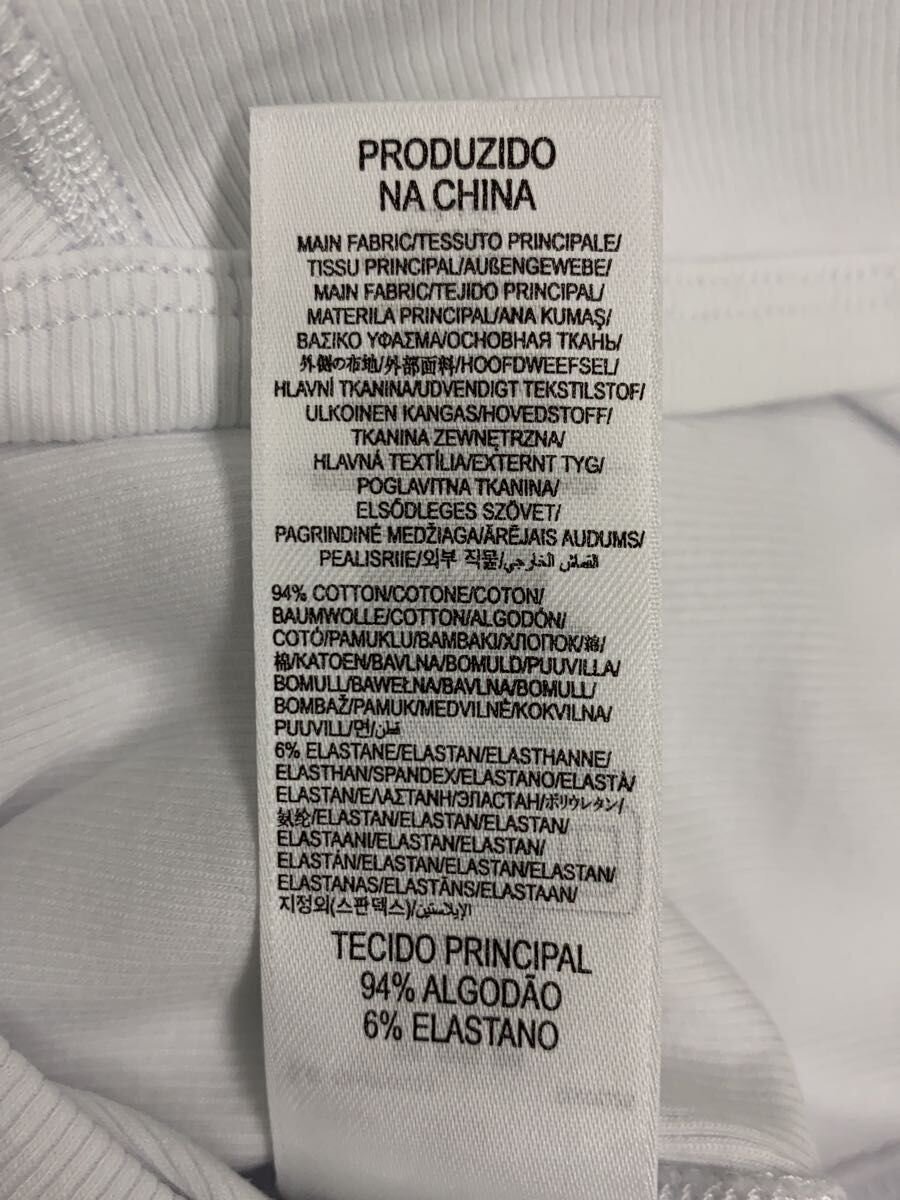 PRODUZIDO
NA CHINA
MAIN FABRIC/TESSUTO PRINCIPALE/
TISSU PRINCIPAL/AUßENGEWEBE/
MAIN FABRIC/TEJIDO PRINCIPAL/
MATERILA PRINCIPAL/ANA KUMAŞ/
ΒΑΣΙΚΟ ΥΦΑΣΜΑ/ОСНОВНАЯ ТКАНЬ/
外側の布地/外部面料/HOOFDWEEFSEL/
HLAVNÍ TKANINA/UDVENDIGT TEKSTILSTOF/
ULKOINEN KANGAS/HOVEDSTOFF/
TKANINA ZEWNĘTRZNA/
HLAVNÁ TEXTÍLIA/EXTERNT TYG/
POGLAVITNA TKANINA/
ELSŐDLEGES SZÖVET/
PAGRINDINĖ MEDŽIAGA/ĀRĒJAIS AUDUMS/
PEALISRIIE/외부 직물/القماش الخارجي/
94% COTTON/COTONE/COTON/
BAUMWOLLE/COTTON/ALGODÓN/
COTÓ/PAMUKLU/ΒΑΜΒΑΚΙ/ХЛОПОК/綿/
棉/KATOEN/BAVLNA/BOMULD/PUUVILLA/
BOMULL/BAWEŁNA/BAVLNA/BOMULL/
BOMBAŽ/PAMUK/MEDVILNĖ/KOKVILNA/
PUUVILL/면/قطن/
6% ELASTANE/ELASTAN/ELASTHANNE/
ELASTHAN/SPANDEX/ELASTANO/ELASTÀ/
ELASTAN/ΕΛΑΣΤΑΝΗ/ЭЛАСТАН/ポリウレタン/
氨纶/ELASTAN/ELASTAN/ELASTAN/
ELASTAANI/ELASTAN/ELASTAN/
ELASTÁN/ELASTAN/ELASTAN/ELASTAN/
ELASTANAS/ELASTĀNS/ELASTAAN/
지정외(스판덱스)/الإيلاستين/
TECIDO PRINCIPAL
94% ALGODÃO
6% ELASTANO